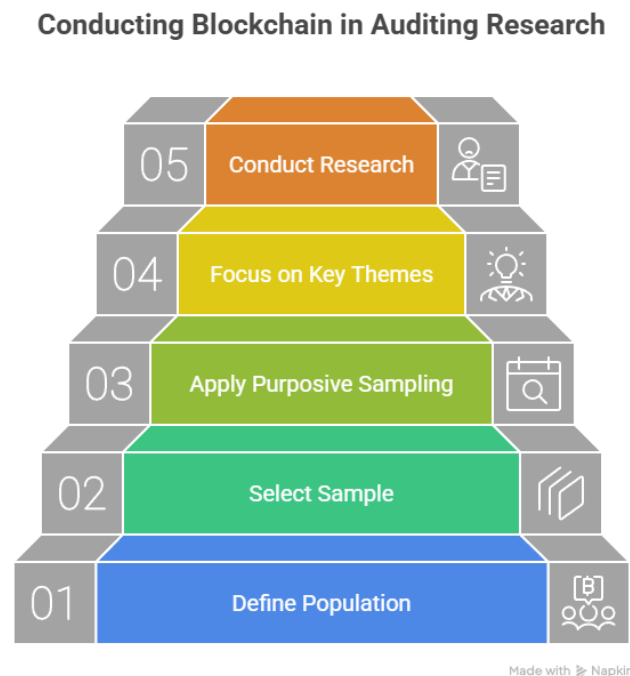 Conducting Blockchain in Auditing Research
05
Conduct Research
04
Focus on Key Themes
03
Apply Purposive Sampling
02
Select Sample
01
Define Population
Made with Napkin